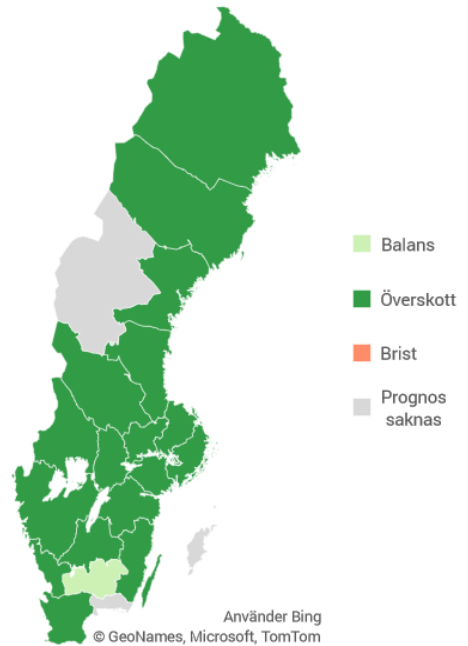 Balans
Överskott
Brist
Prognos
saknas
Använder Bing
© GeoNames, Microsoft, TomTom